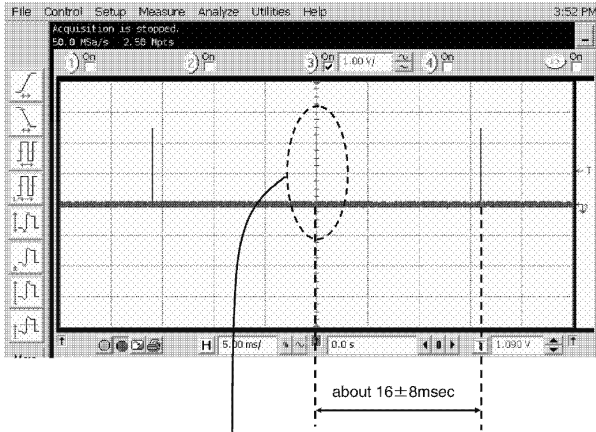 File Control Setup Measure Analyze Utilities Help 3:52 PM
Acquisition is stopped.
50.0 MSa/s 2.50 Mpts
1) On 2) On 3) On 1.00 V/ 4) On On
T
H 5.00 ms/ 0.0 s T 1.090 V
about 16±8msec